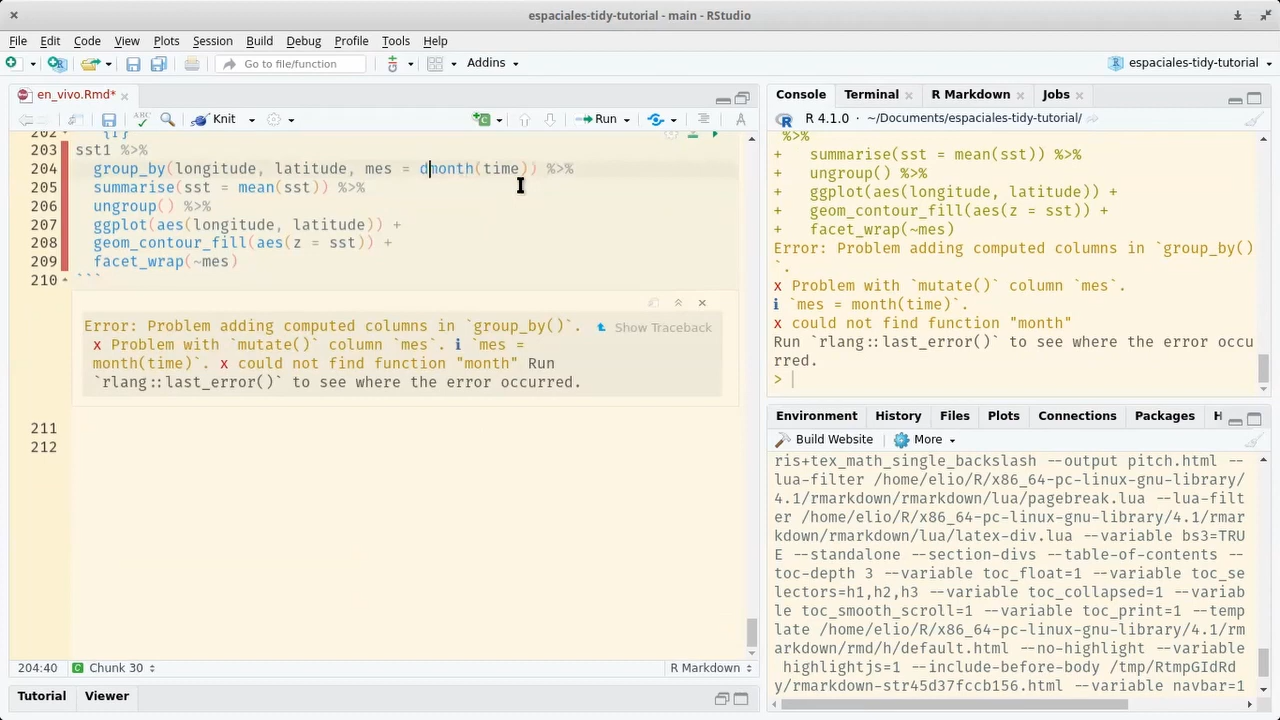 espaciales-tidy-tutorial - main - RStudio
File Edit Code View Plots Session Build Debug Profile Tools Help
Go to file/function
Addins
espaciales-tidy-tutorial
en_vivo.Rmd*
ABC
Knit
Run
203 sst1 %>%
204 group_by(longitude, latitude, mes = dmonth(time)) %>%
205 summarise(sst = mean(sst)) %>%
206 ungroup() %>%
207 ggplot(aes(longitude, latitude)) +
208 geom_contour_fill(aes(z = sst)) +
209 facet_wrap(~mes)
210 ```
Error: Problem adding computed columns in `group_by()`. Show Traceback
x Problem with `mutate()` column `mes`. i `mes =
month(time)`. x could not find function "month" Run
`rlang::last_error()` to see where the error occurred.
211
212
204:40 Chunk 30 R Markdown
Tutorial Viewer
Console Terminal R Markdown Jobs
R 4.1.0 · ~/Documents/espaciales-tidy-tutorial/
%>%
+ summarise(sst = mean(sst)) %>%
+ ungroup() %>%
+ ggplot(aes(longitude, latitude)) +
+ geom_contour_fill(aes(z = sst)) +
+ facet_wrap(~mes)
Error: Problem adding computed columns in `group_by()
`.
x Problem with `mutate()` column `mes`.
i `mes = month(time)`.
x could not find function "month"
Run `rlang::last_error()` to see where the error occu
rred.
>
Environment History Files Plots Connections Packages H
Build Website More
ris+tex_math_single_backslash --output pitch.html --
lua-filter /home/elio/R/x86_64-pc-linux-gnu-library/
4.1/rmarkdown/rmarkdown/lua/pagebreak.lua --lua-filt
er /home/elio/R/x86_64-pc-linux-gnu-library/4.1/rmar
kdown/rmarkdown/lua/latex-div.lua --variable bs3=TRU
E --standalone --section-divs --table-of-contents --
toc-depth 3 --variable toc_float=1 --variable toc_se
lectors=h1,h2,h3 --variable toc_collapsed=1 --variab
le toc_smooth_scroll=1 --variable toc_print=1 --temp
late /home/elio/R/x86_64-pc-linux-gnu-library/4.1/rm
arkdown/rmd/h/default.html --no-highlight --variable
highlightjs=1 --include-before-body /tmp/RtmpGIdRd
y/rmarkdown-str45d37fccb156.html --variable navbar=1